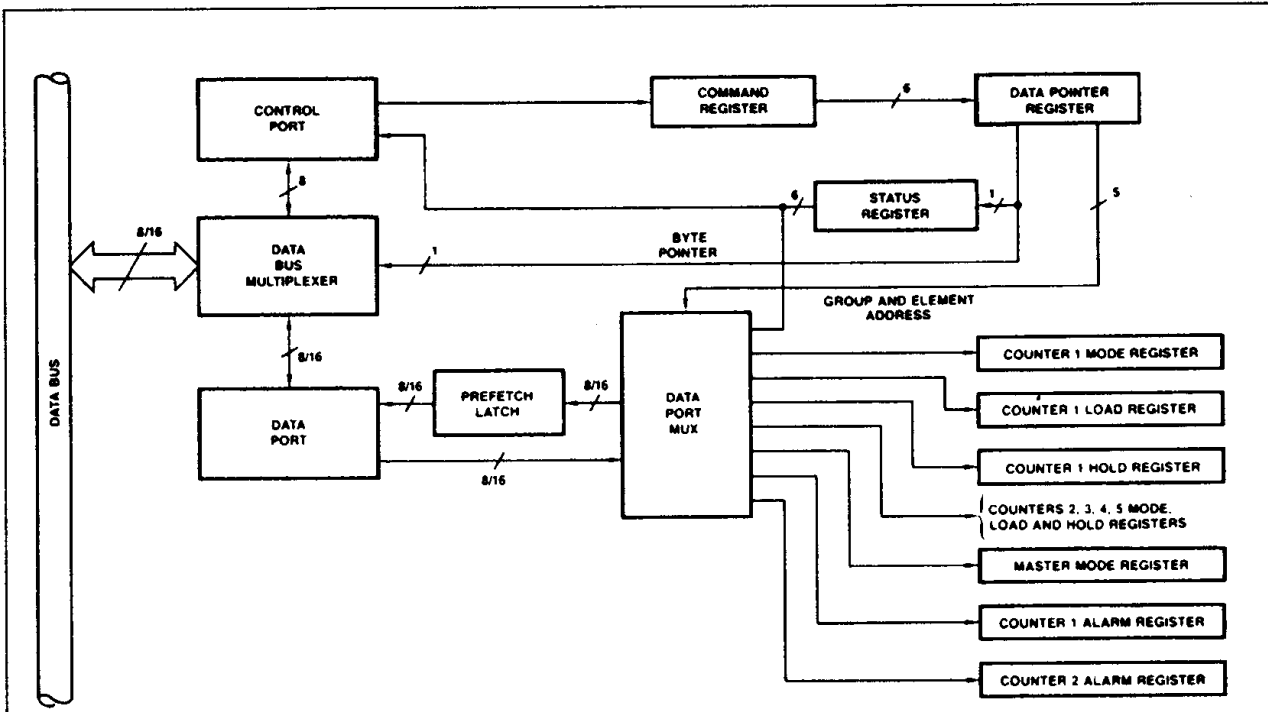 CONTROL
PORT
COMMAND
REGISTER
6
DATA POINTER
REGISTER
8
6
STATUS
REGISTER
1
5
8/16
DATA
BUS
MULTIPLEXER
1
BYTE
POINTER
GROUP AND ELEMENT
ADDRESS
DATA BUS
8/16
DATA
PORT
8/16
PREFETCH
LATCH
8/16
8/16
DATA
PORT
MUX
COUNTER 1 MODE REGISTER
COUNTER 1 LOAD REGISTER
COUNTER 1 HOLD REGISTER
COUNTERS 2, 3, 4, 5 MODE,
LOAD AND HOLD REGISTERS
MASTER MODE REGISTER
COUNTER 1 ALARM REGISTER
COUNTER 2 ALARM REGISTER